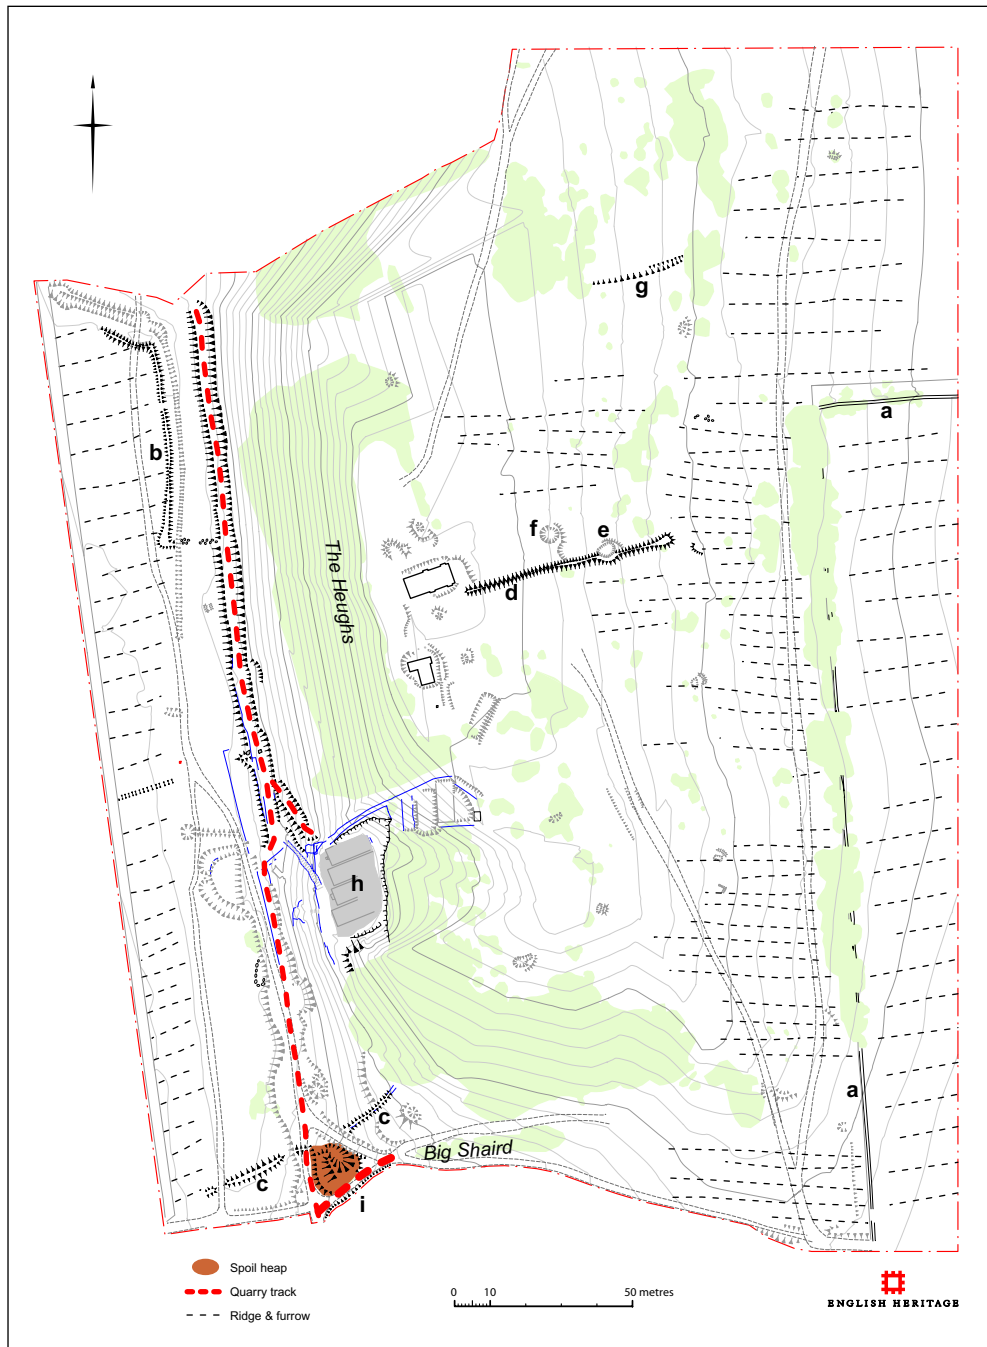 g
a
b
f
e
d
The Heughs
h
a
c
Big Shaird
c
i
Spoil heap
Quarry track
Ridge & furrow
0 10 50 metres
ENGLISH HERITAGE